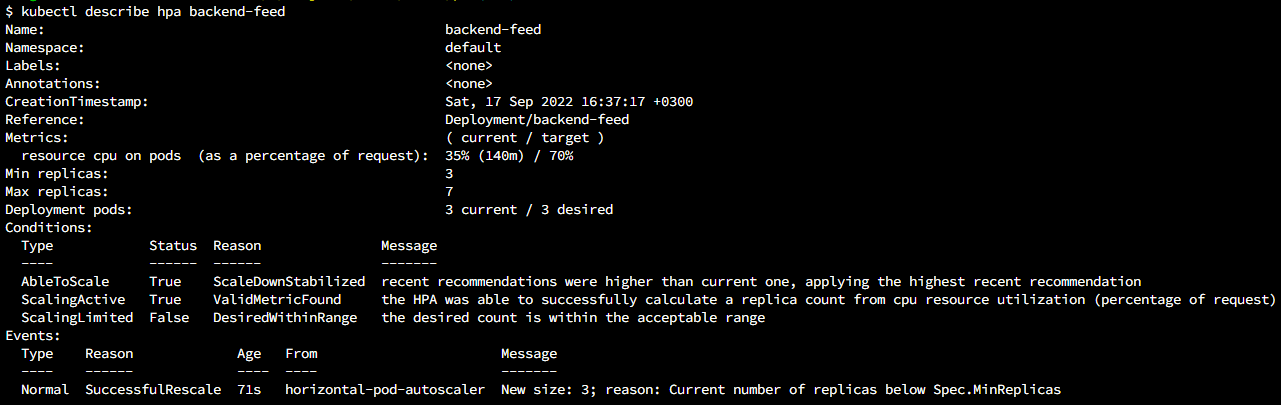 $ kubectl describe hpa backend-feed
Name: backend-feed
Namespace: default
Labels: <none>
Annotations: <none>
CreationTimestamp: Sat, 17 Sep 2022 16:37:17 +0300
Reference: Deployment/backend-feed
Metrics: ( current / target )
  resource cpu on pods  (as a percentage of request):  35% (140m) / 70%
Min replicas: 3
Max replicas: 7
Deployment pods: 3 current / 3 desired
Conditions:
  Type            Status  Reason               Message
  ----            ------  ------               -------
  AbleToScale     True    ScaleDownStabilized  recent recommendations were higher than current one, applying the highest recent recommendation
  ScalingActive   True    ValidMetricFound     the HPA was able to successfully calculate a replica count from cpu resource utilization (percentage of request)
  ScalingLimited  False   DesiredWithinRange   the desired count is within the acceptable range
Events:
  Type    Reason             Age   From                       Message
  ----    ------             ----  ----                       -------
  Normal  SuccessfulRescale  71s   horizontal-pod-autoscaler  New size: 3; reason: Current number of replicas below Spec.MinReplicas